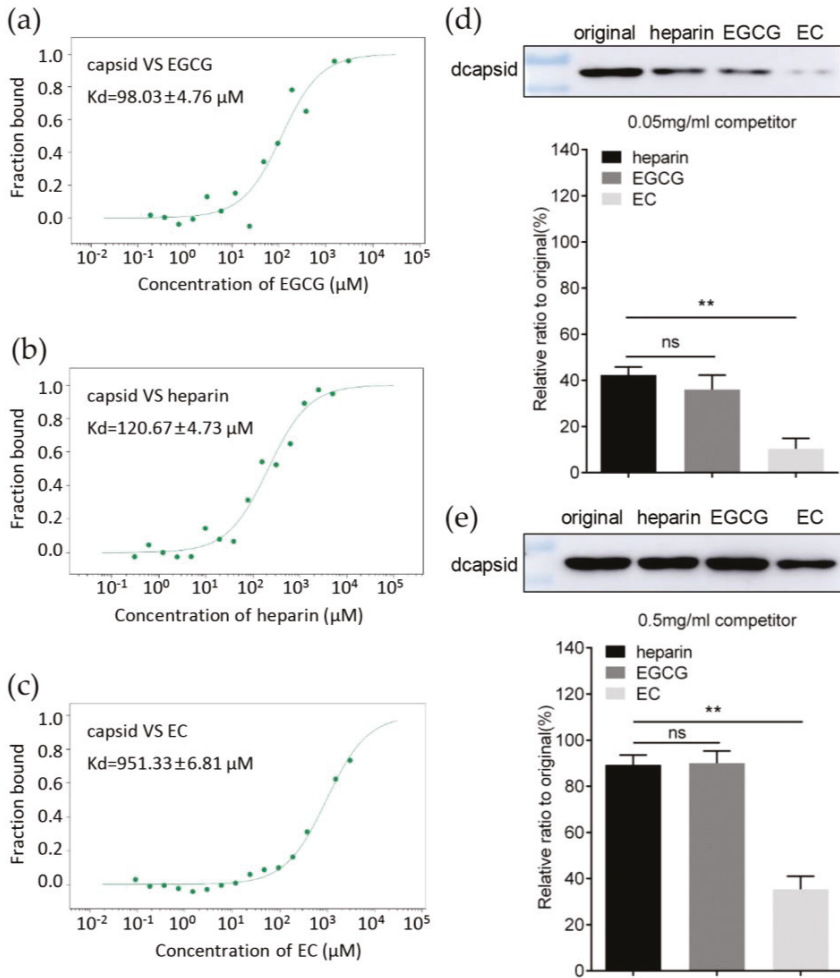 (a)
capsid VS EGCG
Kd=98.03±4.76 μM
Fraction bound
1.0
0.8
0.6
0.4
0.2
0.0
10-2 10-1 100 101 102 103 104 105
Concentration of EGCG (μM)
(b)
capsid VS heparin
Kd=120.67±4.73 μM
Fraction bound
1.0
0.8
0.6
0.4
0.2
0.0
10-1 100 101 102 103 104 105
Concentration of heparin (μM)
(c)
capsid VS EC
Kd=951.33±6.81 μM
Fraction bound
1.0
0.8
0.6
0.4
0.2
0.0
10-2 10-1 100 101 102 103 104 105
Concentration of EC (μM)
(d)
original heparin EGCG EC
dcapsid
0.05mg/ml competitor
heparin
EGCG
EC
Relative ratio to original(%)
140
120
100
80
60
40
20
0
**
ns
(e)
original heparin EGCG EC
dcapsid
0.5mg/ml competitor
heparin
EGCG
EC
Relative ratio to original(%)
140
120
100
80
60
40
20
0
**
ns